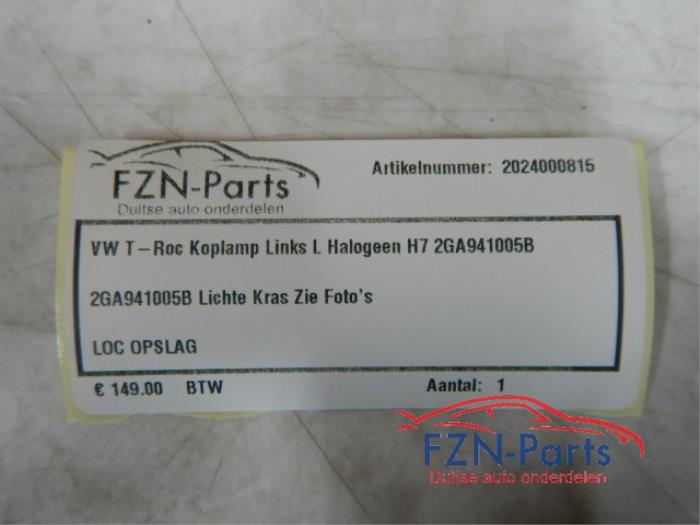 FZN-Parts
Duitse auto onderdelen
Artikelnummer: 2024000815
VW T-Roc Koplamp Links L Halogeen H7 2GA941005B
2GA941005B Lichte Kras Zie Foto's
LOC OPSLAG
€ 149.00 BTW Aantal: 1
FZN-Parts
Duitse auto onderdelen